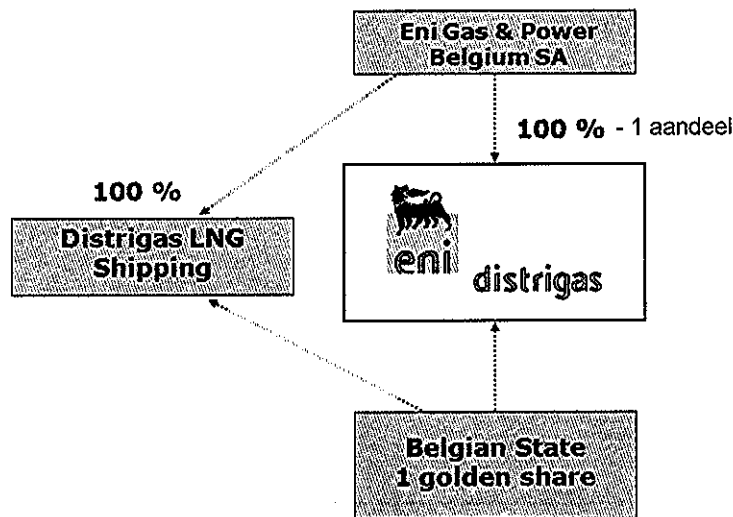 Eni Gas & Power
Belgium SA
100 % - 1 aandeel
100 %
Distrigas LNG
Shipping
eni
distrigas
Belgian State
1 golden share